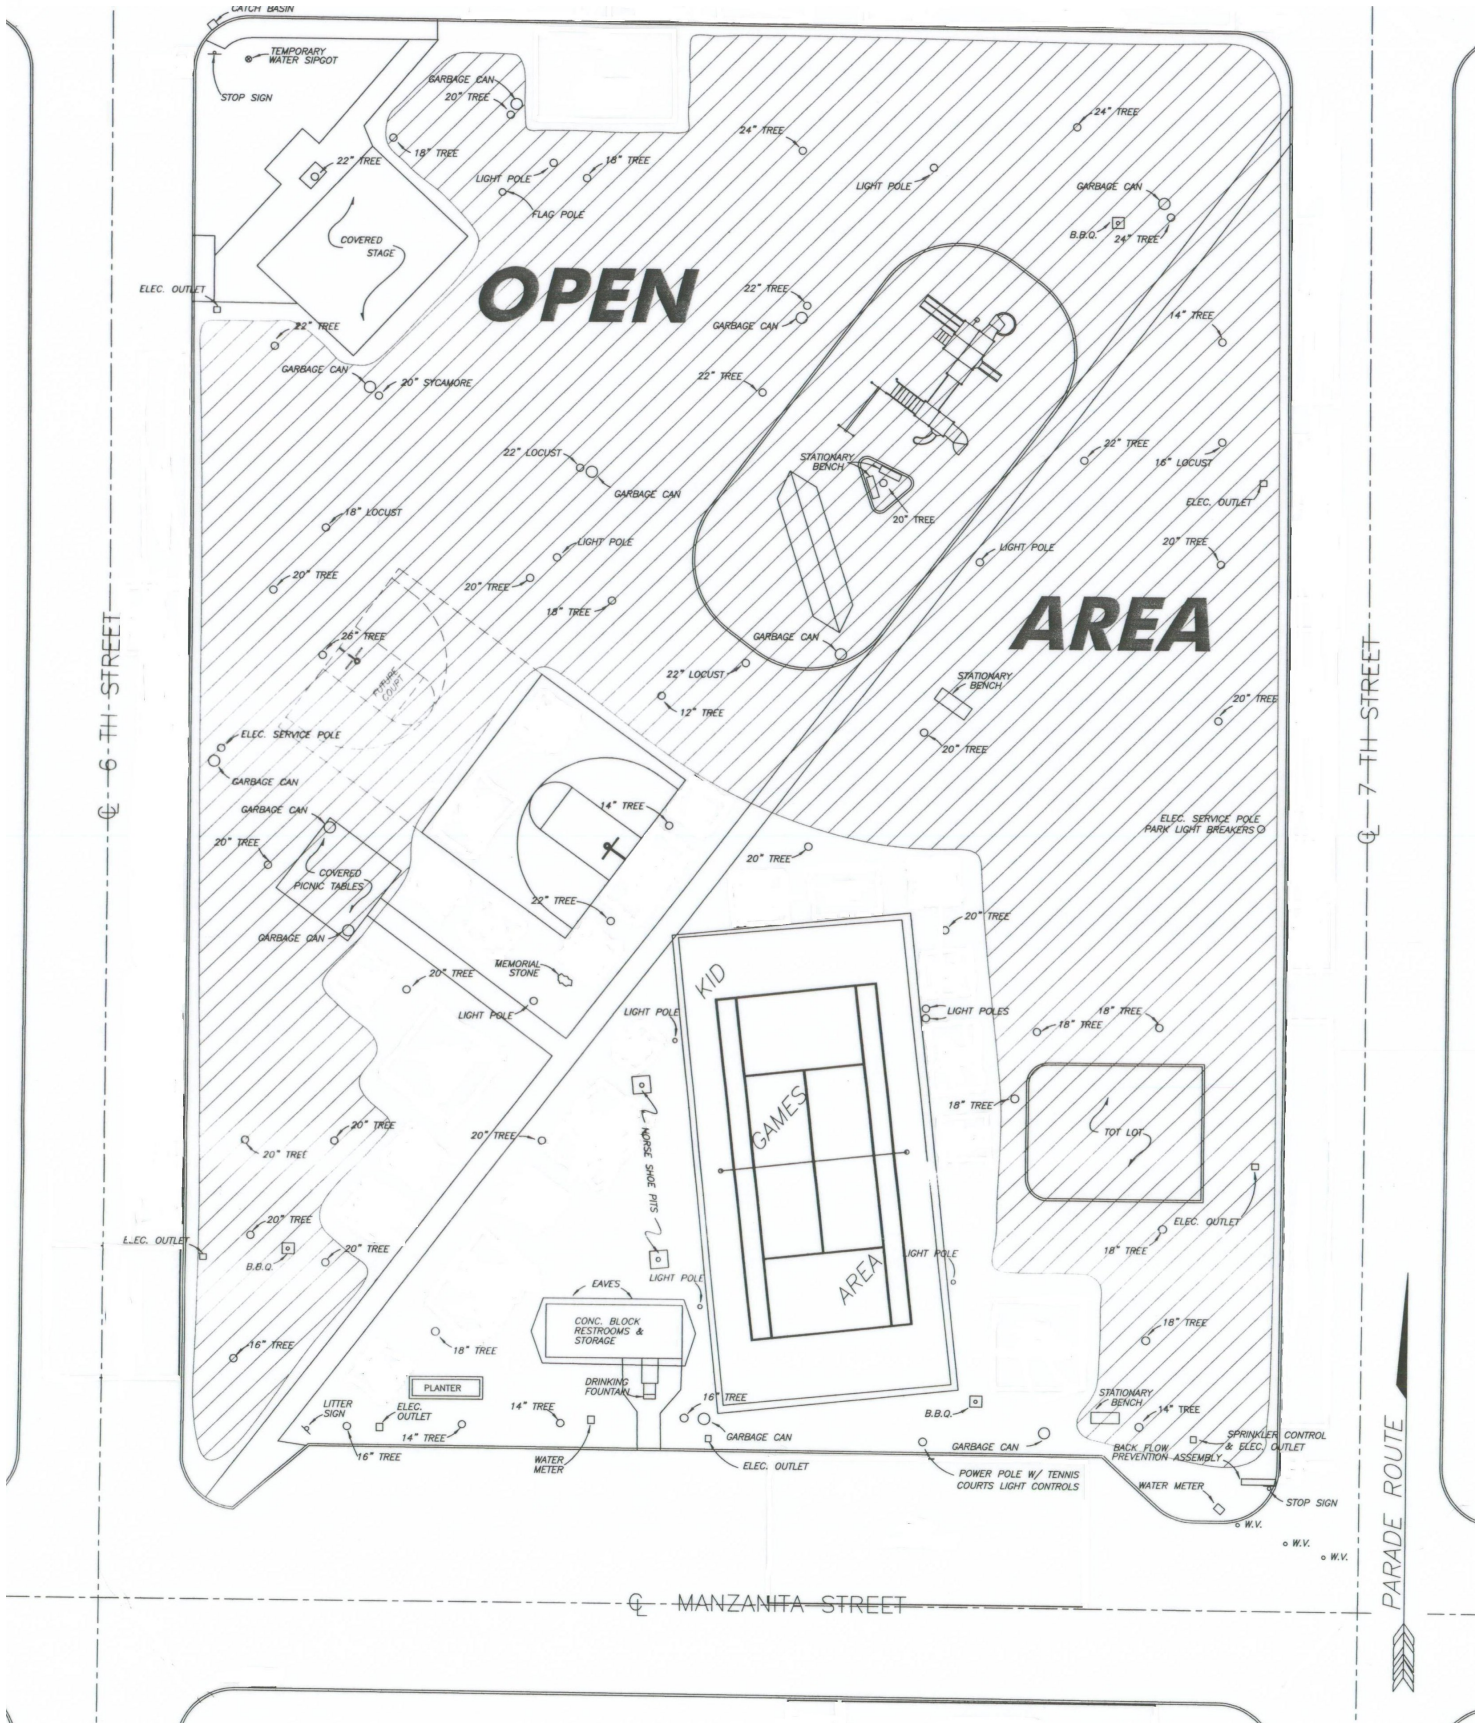 CATCH BASIN
TEMPORARY
WATER SIPGOT
STOP SIGN
GARBAGE CAN
20" TREE
18" TREE
22" TREE
LIGHT POLE
18" TREE
FLAG POLE
24" TREE
LIGHT POLE
24" TREE
GARBAGE CAN
B.B.Q.
24" TREE
COVERED
STAGE
OPEN
ELEC. OUTLET
22" TREE
22" TREE
GARBAGE CAN
14" TREE
GARBAGE CAN
20" SYCAMORE
22" TREE
22" LOCUST
GARBAGE CAN
STATIONARY
BENCH
20" TREE
22" TREE
16" LOCUST
ELEC. OUTLET
18" LOCUST
LIGHT POLE
20" TREE
20" TREE
18" TREE
LIGHT POLE
20" TREE
AREA
26" TREE
FUTURE
COURT
GARBAGE CAN
22" LOCUST
12" TREE
STATIONARY
BENCH
20" TREE
20" TREE
℄ 6 TH STREET
℄ 7 TH STREET
ELEC. SERVICE POLE
GARBAGE CAN
GARBAGE CAN
20" TREE
COVERED
PICNIC TABLES
GARBAGE CAN
14" TREE
22" TREE
20" TREE
ELEC. SERVICE POLE
PARK LIGHT BREAKERS
20" TREE
MEMORIAL
STONE
20" TREE
LIGHT POLE
LIGHT POLE
KID
GAMES
AREA
LIGHT POLES
18" TREE
18" TREE
18" TREE
TOT LOT
HORSE SHOE PITS
20" TREE
20" TREE
20" TREE
20" TREE
ELEC. OUTLET
B.B.Q.
20" TREE
ELEC. OUTLET
18" TREE
LIGHT POLE
LIGHT POLE
EAVES
CONC. BLOCK
RESTROOMS &
STORAGE
16" TREE
18" TREE
18" TREE
PLANTER
DRINKING
FOUNTAIN
LITTER
SIGN
ELEC.
OUTLET
16" TREE
14" TREE
14" TREE
WATER
METER
16" TREE
GARBAGE CAN
ELEC. OUTLET
B.B.Q.
GARBAGE CAN
POWER POLE W/ TENNIS
COURTS LIGHT CONTROLS
STATIONARY
BENCH
14" TREE
SPRINKLER CONTROL
& ELEC. OUTLET
BACK FLOW
PREVENTION ASSEMBLY
WATER METER
STOP SIGN
W.V.
W.V.
W.V.
PARADE ROUTE
℄ MANZANITA STREET